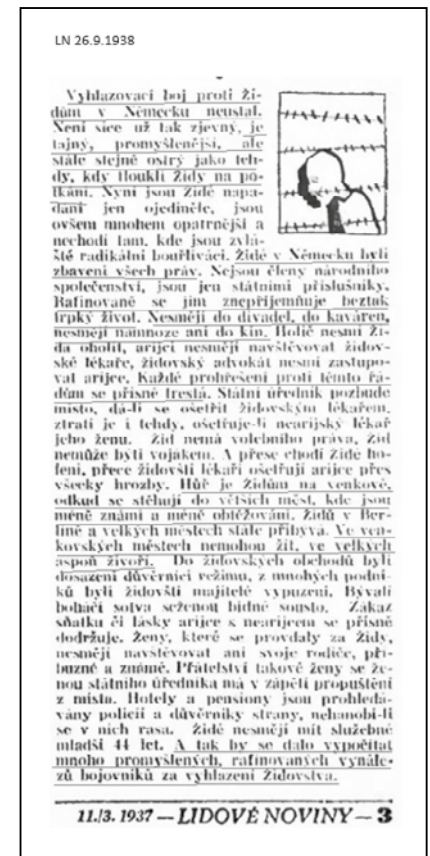 LN 26.9.1938
Vyhlazovací boj proti Ži-
dům v Německu neustal.
Není sice už tak zjevný, je
tajný, promyšlenější, ale
stále stejně ostrý jako teh-
dy, kdy tloukli Židy na po-
tkání. Nyní jsou Židé napa-
dáni jen ojediněle, jsou
ovšem mnohem opatrnější a
nechodí tam, kde jsou zvlá-
ště radikální bouřliváci. Židé v Německu byli
zbaveni všech práv. Nejsou členy národního
společenství, jsou jen státními příslušníky.
Rafinovaně se jim znepříjemňuje beztak
trpký život. Nesmějí do divadel, do kaváren,
nesmějí namnoze ani do kin. Holič nesmí Ži-
da oholit, arijci nesmějí navštěvovat židov-
ské lékaře, židovský advokát nesmí zastupo-
vat arijce. Každé prohřešení proti těmto řá-
dům se přísně trestá. Státní úředník pozbude
místo, dá-li se ošetřit židovským lékařem,
ztratí je i tehdy, ošetřuje-li nearijský lékař
jeho ženu. Žid nemá volebního práva, Žid
nemůže býti vojákem. A přese chodí Židé ho-
leni, přece židovští lékaři ošetřují arijce přes
všecky hrozby. Hůř je Židům na venkově,
odkud se stěhují do větších měst, kde jsou
méně známi a méně obtěžováni. Židů v Ber-
líně a velkých městech stále přibývá. Ve ven-
kovských městech nemohou žít, ve velkých
aspoň živoří. Do židovských obchodů byli
dosazeni důvěrníci režimu, z mnohých podni-
ků byli židovští majitelé vypuzeni. Bývalí
boháči sotva seženou bídné sousto. Zákaz
sňatku či lásky arijce s nearijcem se přísně
dodržuje. Ženy, které se provdaly za Židy,
nesmějí navštěvovat ani svoje rodiče, pří-
buzné a známé. Přátelství takové ženy se že-
nou státního úředníka má v zápětí propuštění
z místa. Hotely a pensiony jsou prohledá-
vány policií a důvěrníky strany, nehanobí-li
se v nich rasa. Židé nesmějí mít služebné
mladší 44 let. A tak by se dalo vypočítat
mnoho promyšlených, rafinovaných vynále-
zů bojovníků za vyhlazení Židovstva.
11./3. 1937 — LIDOVÉ NOVINY — 3